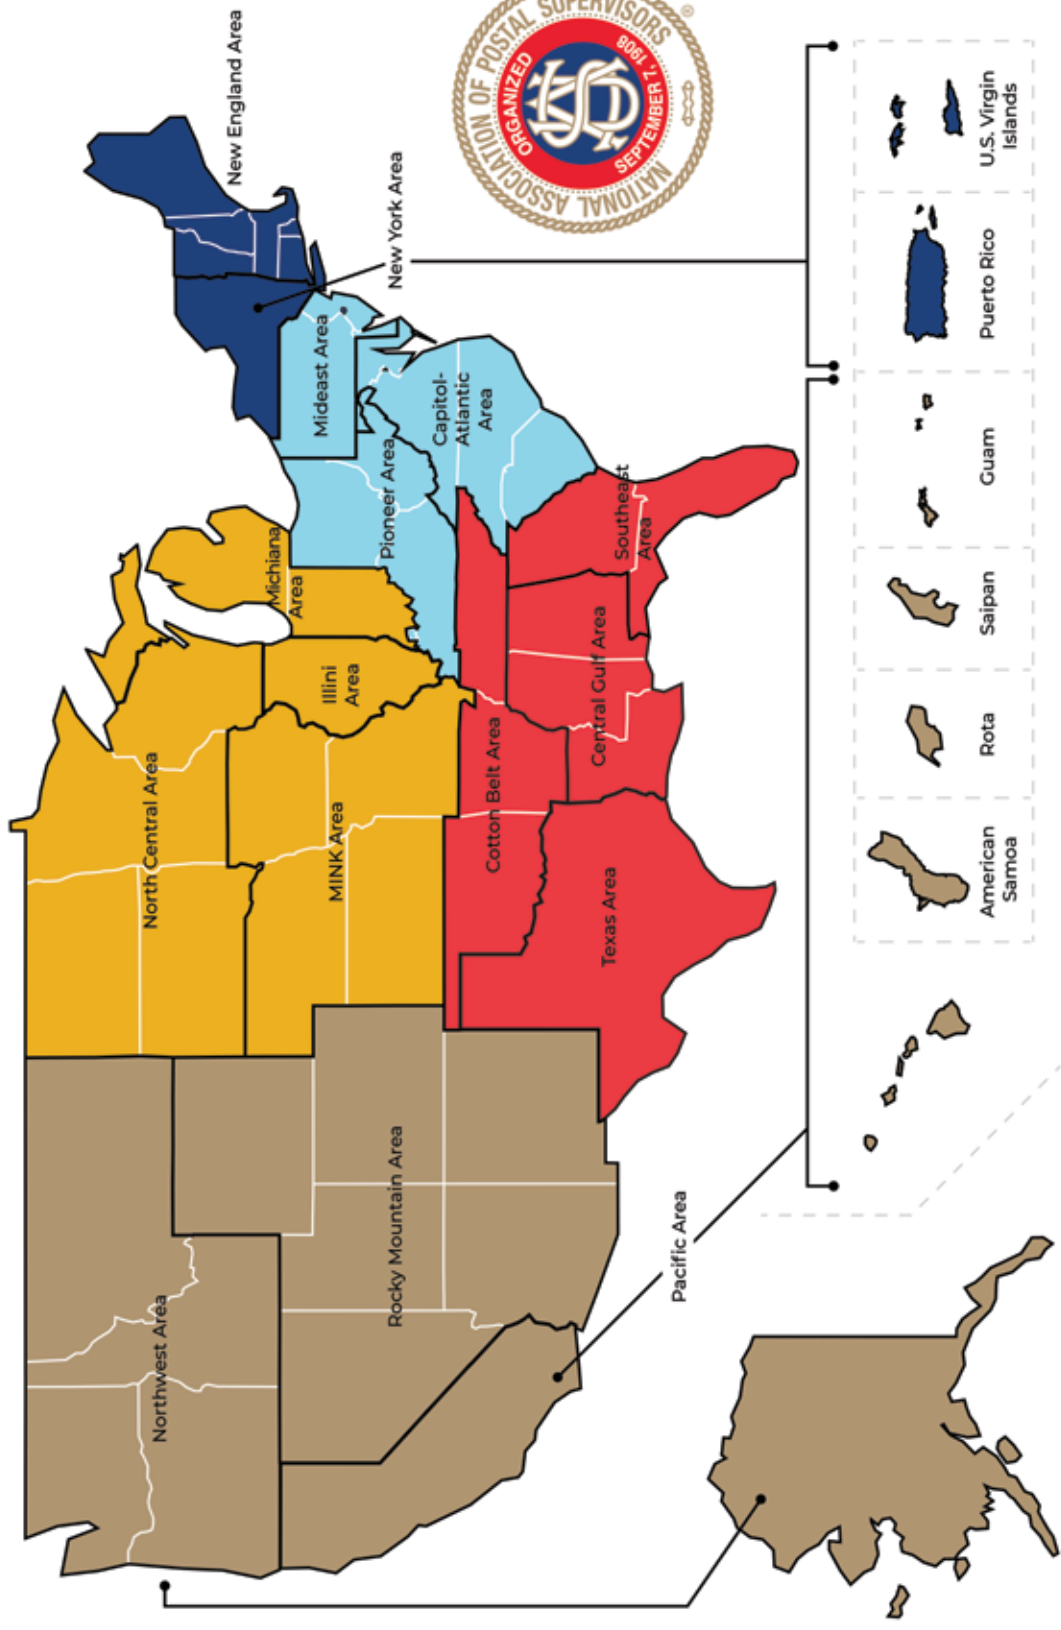 New England Area
New York Area
Mideast Area
Capitol-
Atlantic
Area
Pioneer Area
Michiana
Area
Illini
Area
North Central Area
MINK Area
Southeast
Area
Central Gulf Area
Cotton Belt Area
Texas Area
Rocky Mountain Area
Northwest Area
Pacific Area
NATIONAL ASSOCIATION OF POSTAL SUPERVISORS
ORGANIZED
SEPTEMBER 7, 1908
®
American
Samoa
Rota
Saipan
Guam
Puerto Rico
U.S. Virgin
Islands